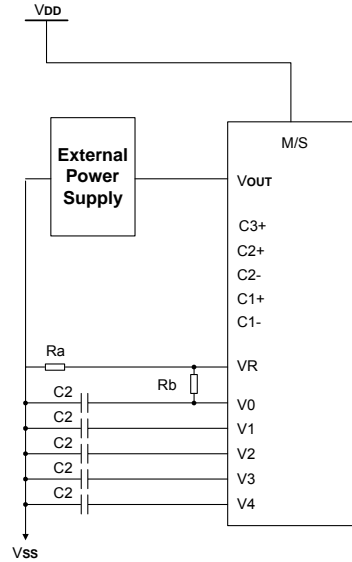 VDD
M/S
External
Power
Supply
VOUT
C3+
C2+
C2-
C1+
C1-
Ra
VR
Rb
C2
V0
C2
V1
C2
V2
C2
V3
C2
V4
VSS